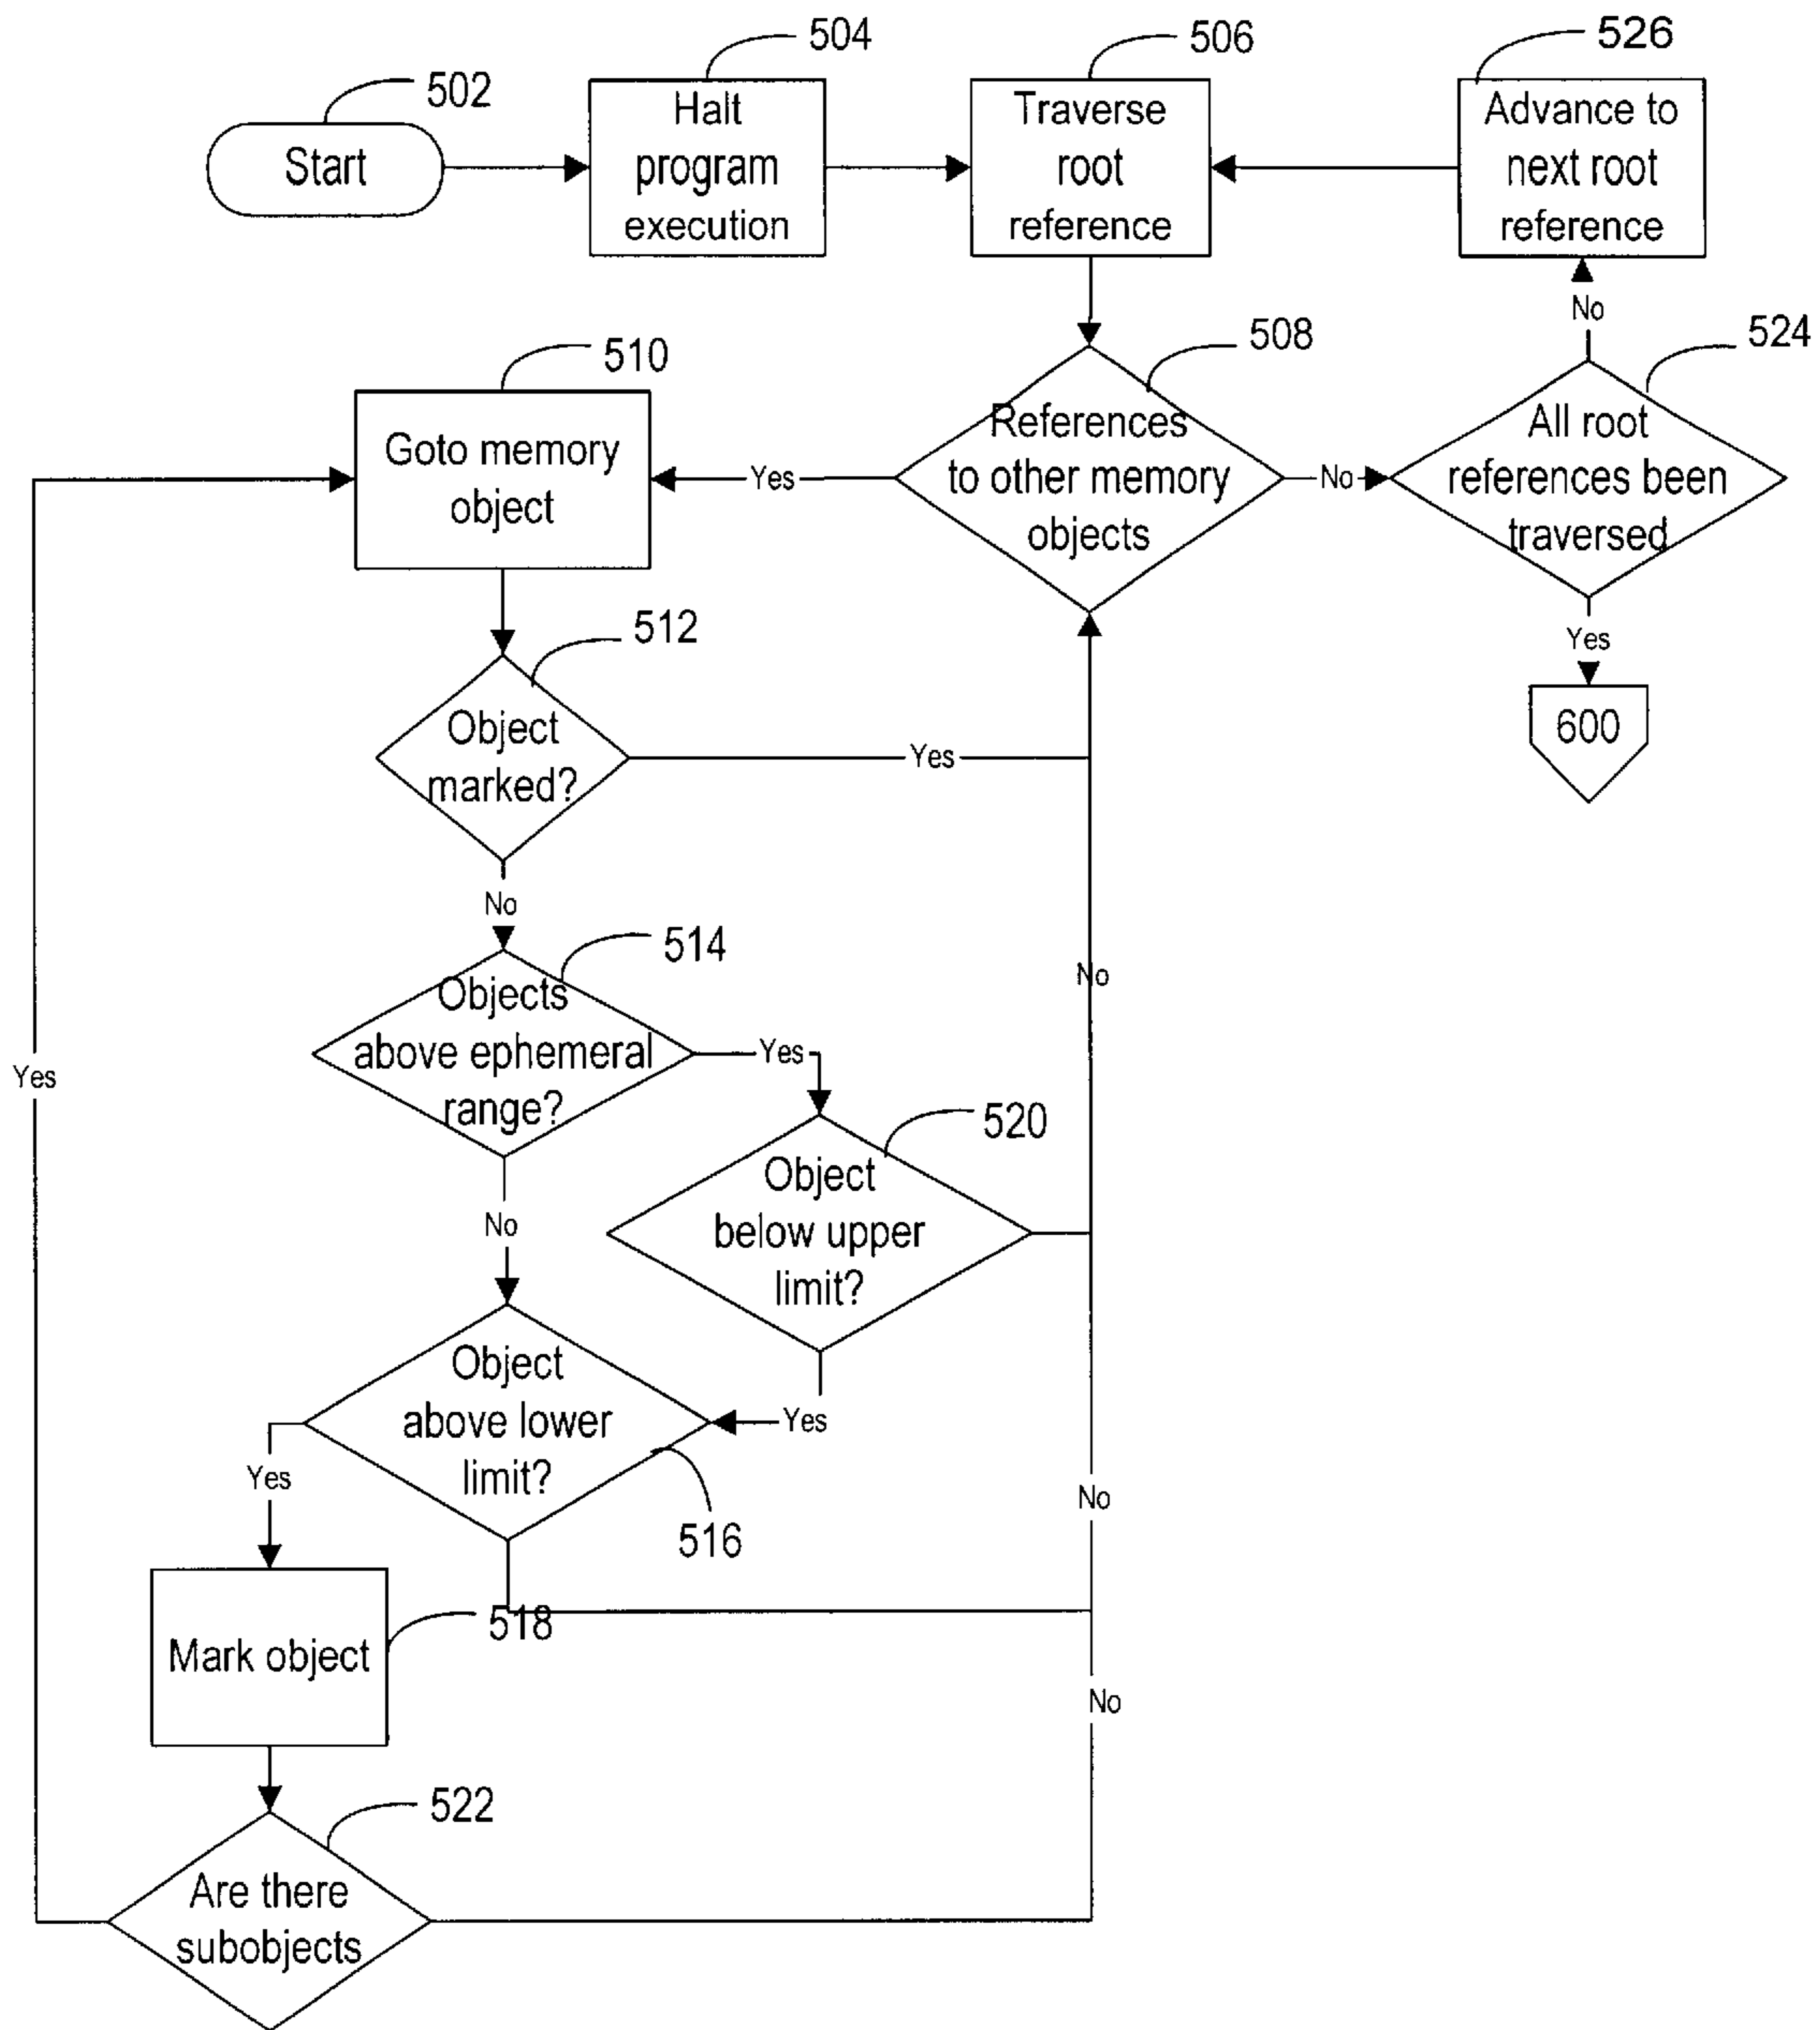 502
Start
504
Halt
program
execution
506
Traverse
root
reference
526
Advance to
next root
reference
No
508
References
to other memory
objects
Yes
No
524
All root
references been
traversed
Yes
600
510
Goto memory
object
512
Object
marked?
Yes
No
514
Objects
above ephemeral
range?
Yes
No
No
520
Object
below upper
limit?
Yes
Object
above lower
limit?
516
Yes
No
518
Mark object
No
522
Are there
subobjects
Yes